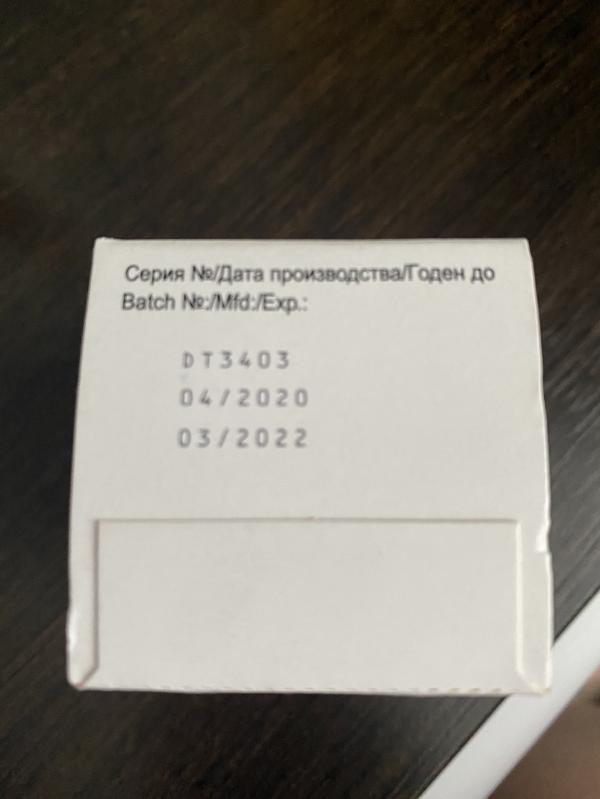 Серия №/Дата производства/Годен до
Batch №:/Mfd:/Exp.:
DT3403
04/2020
03/2022